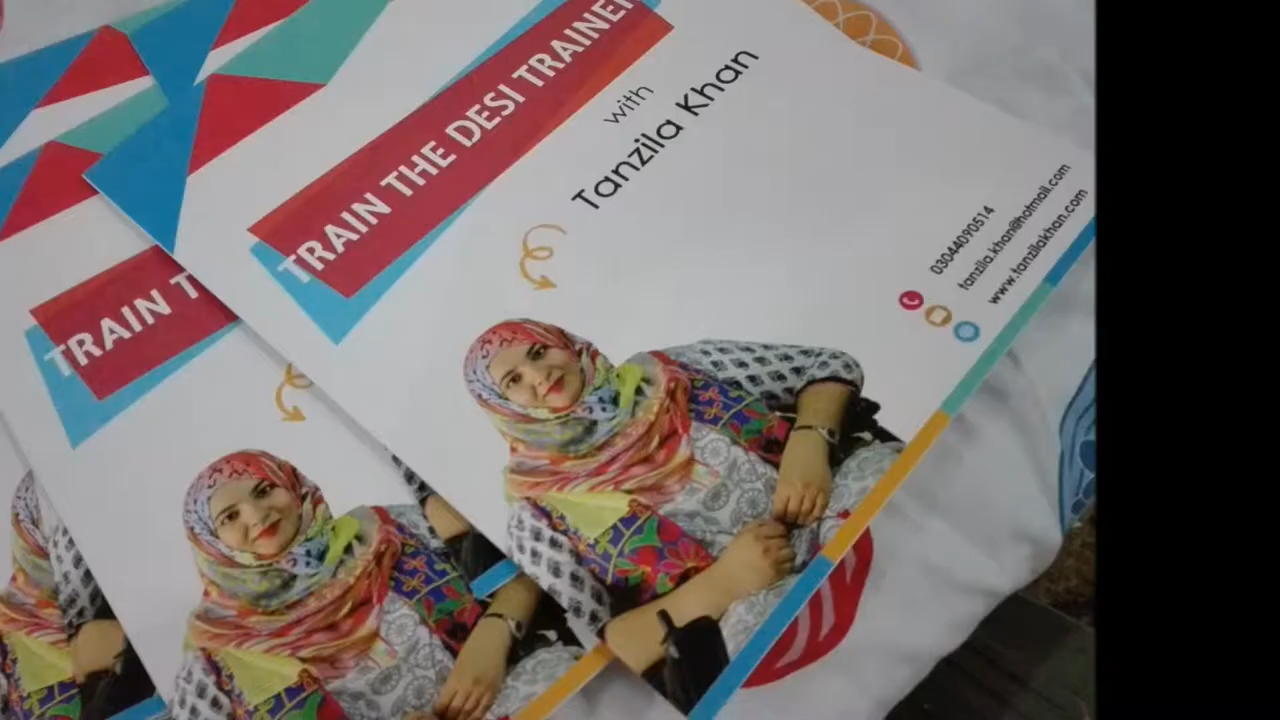 TRAIN THE DESI TRAINER
with
Tanzila Khan
03044090514
tanzila.khan@hotmail.com
www.tanzilakhan.com
TRAIN T